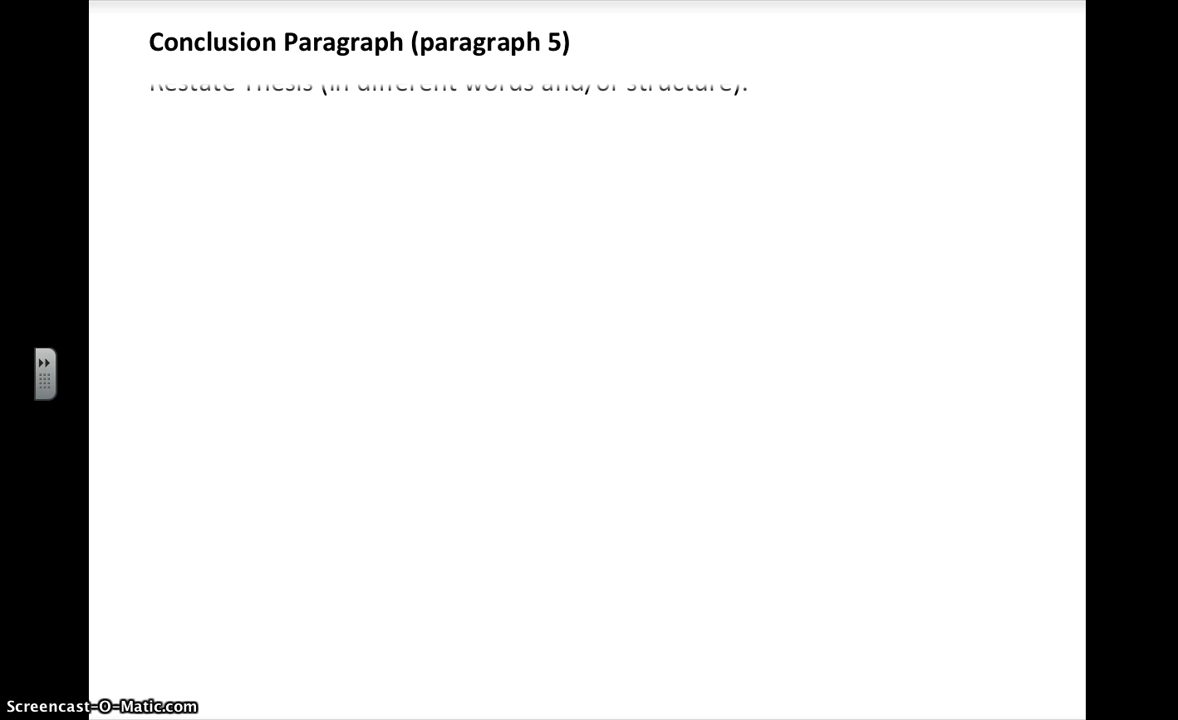 Conclusion Paragraph (paragraph 5)
Restate Thesis (in different words and/or structure):
Screencast-O-Matic.com